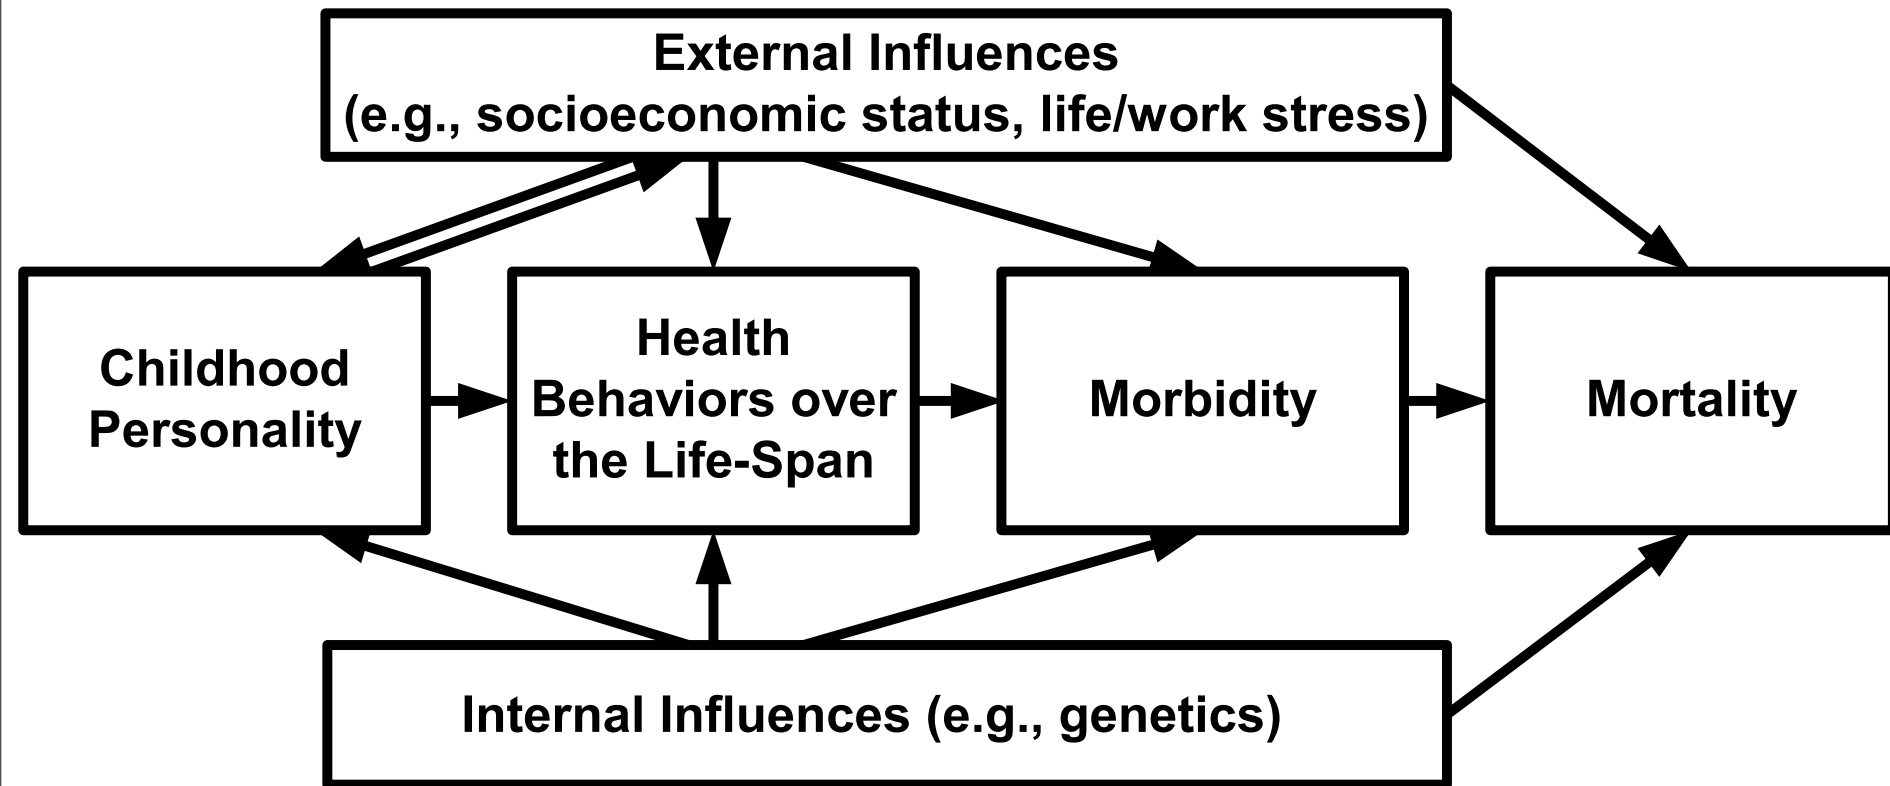 External Influences
(e.g., socioeconomic status, life/work stress)
Childhood
Personality
Health
Behaviors over
the Life-Span
Morbidity
Mortality
Internal Influences (e.g., genetics)